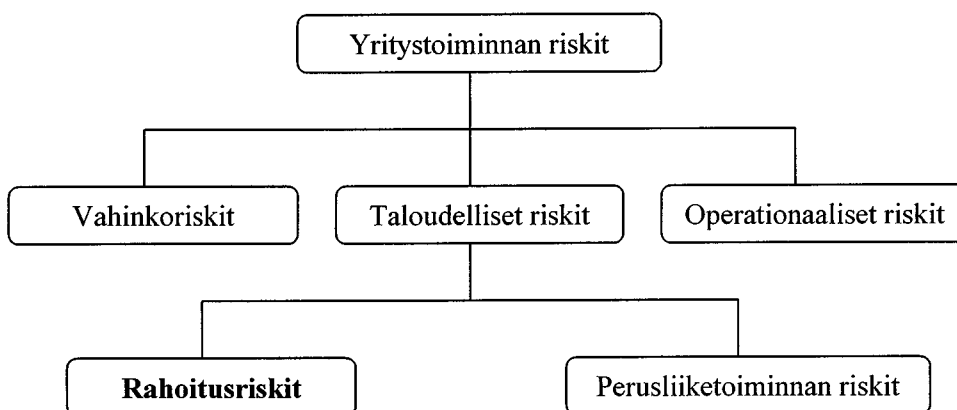 Yritystoiminnan riskit
Vahinkoriskit
Taloudelliset riskit
Operationaaliset riskit
Rahoitusriskit
Perusliiketoiminnan riskit